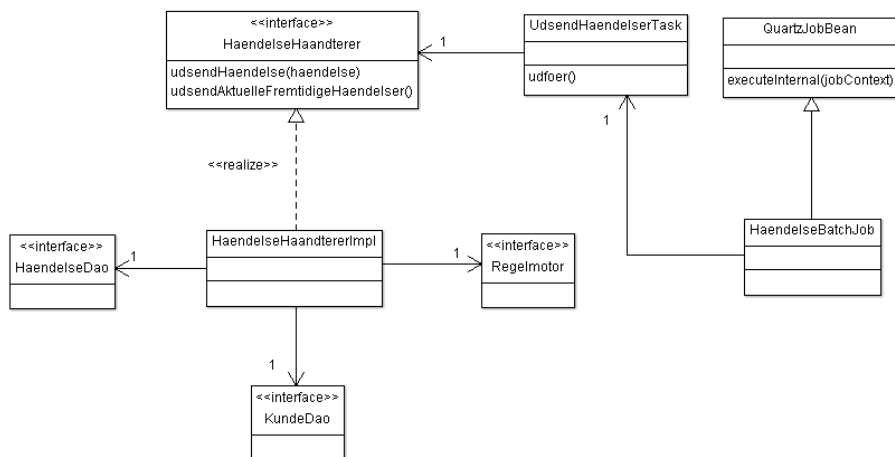 <<interface>>
HaendelseHaandterer
udsendHaendelse(haendelse)
udsendAktuelleFremtidigeHaendelser()
1
UdsendHaendelserTask
udfoer()
1
QuartzJobBean
executeInternal(jobContext)
<<realize>>
<<interface>>
HaendelseDao
1
HaendelseHaandtererImpl
1
<<interface>>
Regelmotor
HaendelseBatchJob
1
<<interface>>
KundeDao